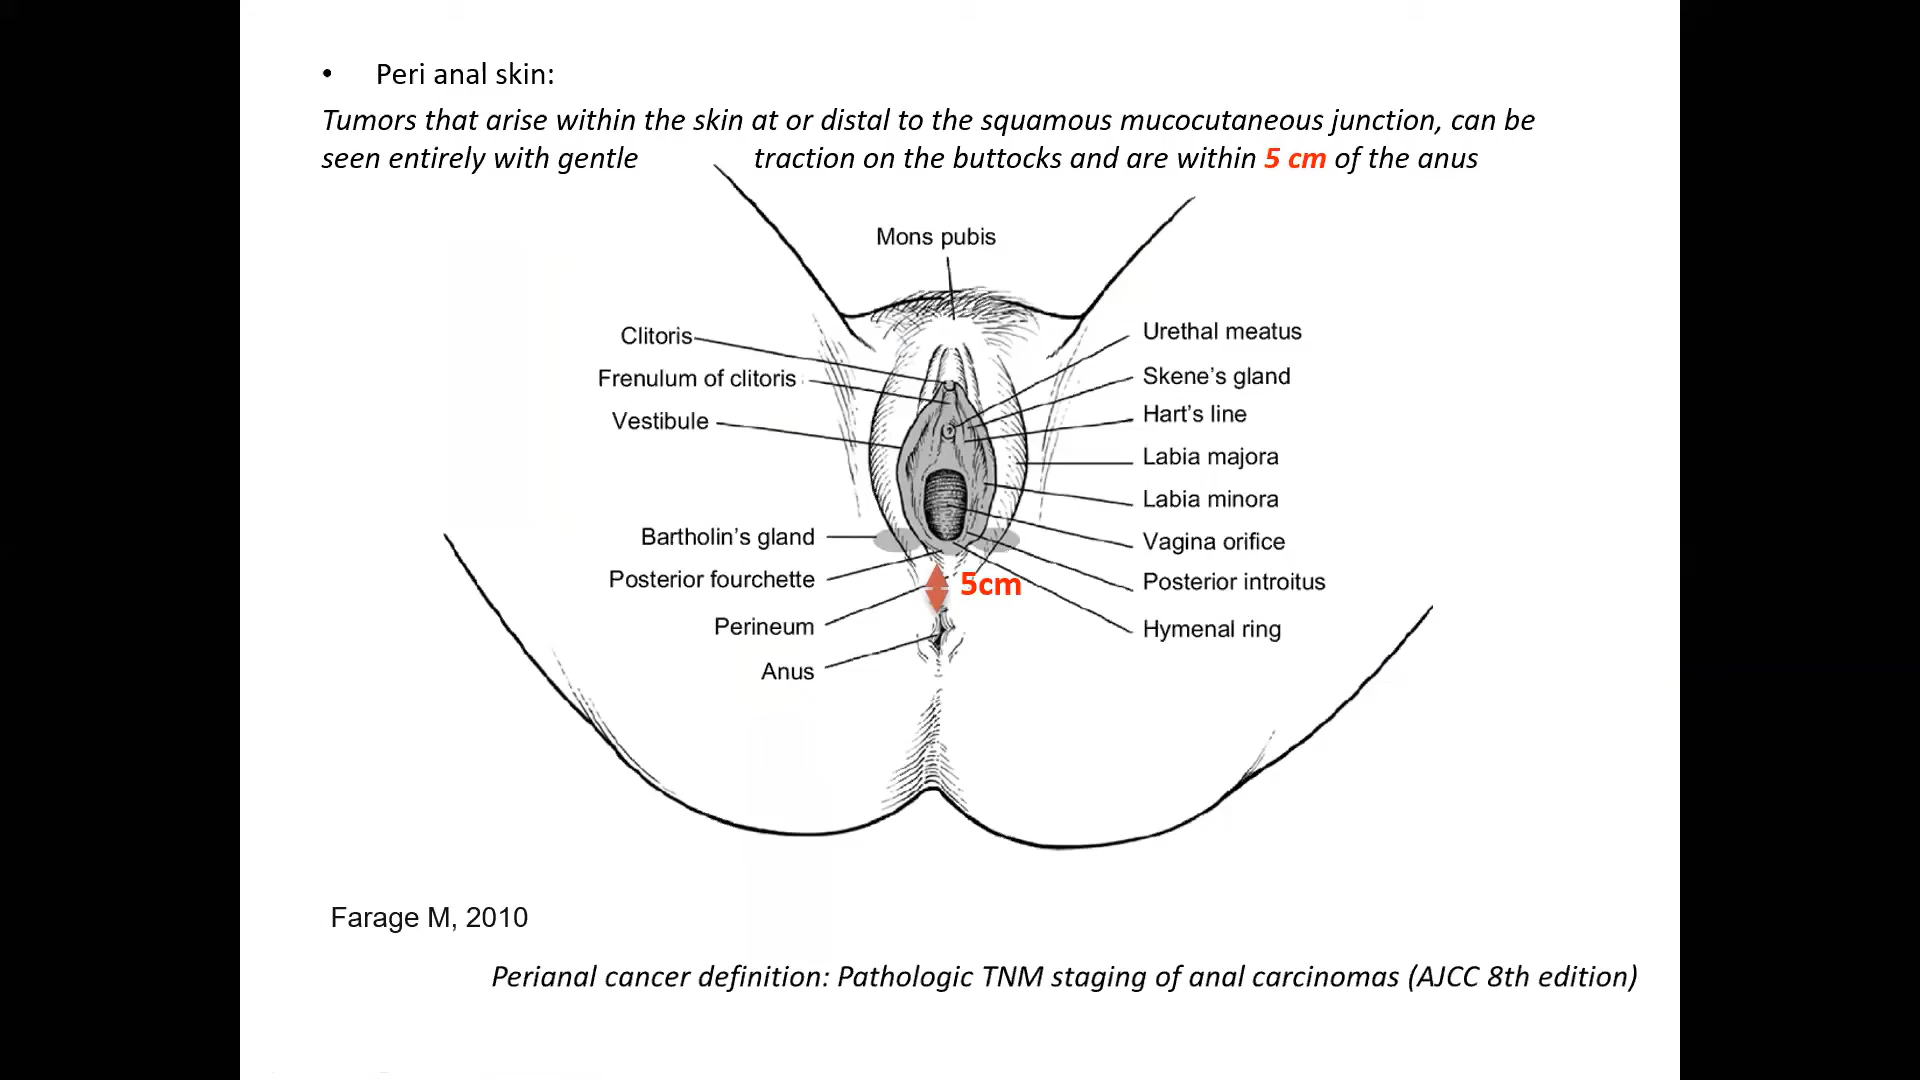 • Peri anal skin:
Tumors that arise within the skin at or distal to the squamous mucocutaneous junction, can be
seen entirely with gentle traction on the buttocks and are within 5 cm of the anus
Mons pubis
Clitoris
Frenulum of clitoris
Vestibule
Bartholin's gland
Posterior fourchette
Perineum
Anus
5cm
Urethal meatus
Skene's gland
Hart's line
Labia majora
Labia minora
Vagina orifice
Posterior introitus
Hymenal ring
Farage M, 2010
Perianal cancer definition: Pathologic TNM staging of anal carcinomas (AJCC 8th edition)